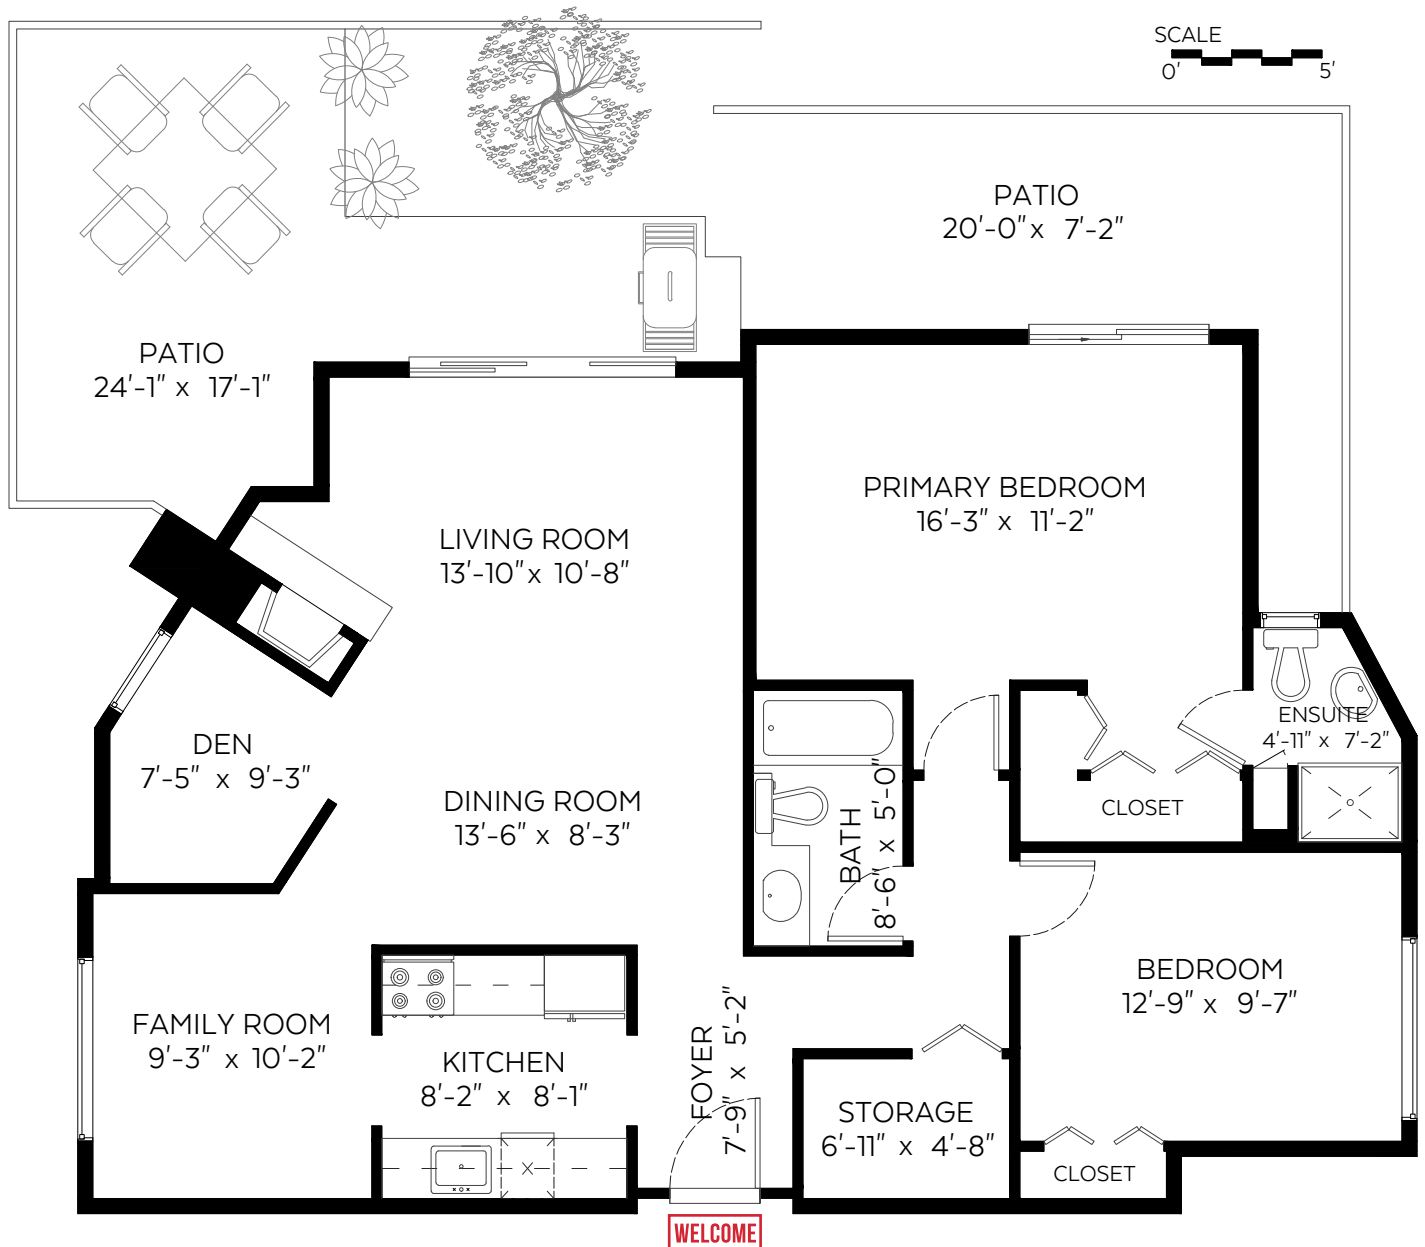 SCALE
0' 5'
PATIO
20'-0" x 7'-2"
PATIO
24'-1" x 17'-1"
PRIMARY BEDROOM
16'-3" x 11'-2"
LIVING ROOM
13'-10" x 10'-8"
ENSUITE
4'-11" x 7'-2"
DEN
7'-5" x 9'-3"
DINING ROOM
13'-6" x 8'-3"
BATH
8'-6" x 5'-0"
CLOSET
BEDROOM
12'-9" x 9'-7"
FAMILY ROOM
9'-3" x 10'-2"
KITCHEN
8'-2" x 8'-1"
FOYER
7'-9" x 5'-2"
STORAGE
6'-11" x 4'-8"
CLOSET
WELCOME